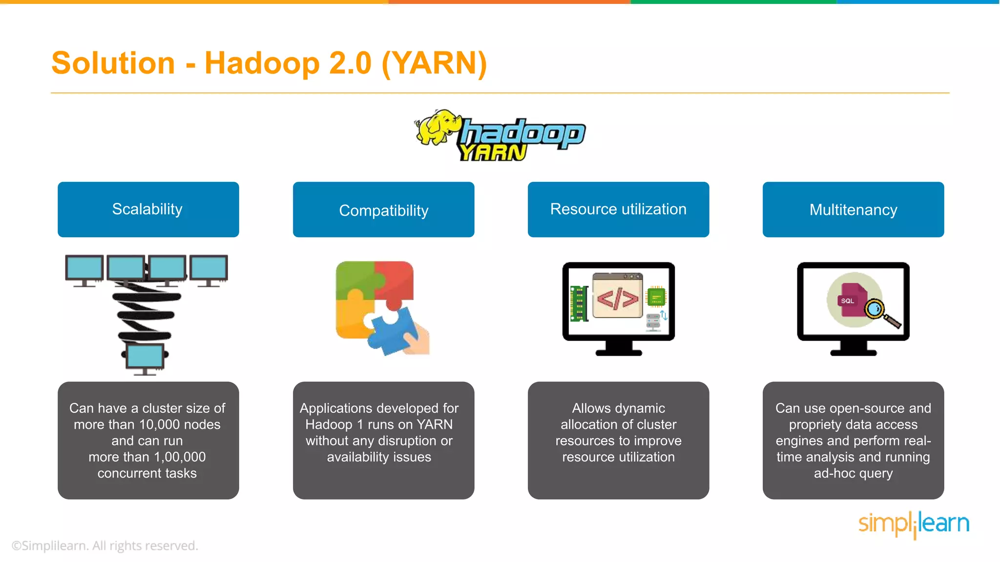 Solution - Hadoop 2.0 (YARN)
hadoop
YARN
Scalability
Compatibility
Resource utilization
Multitenancy
</>
SQL
Can have a cluster size of
more than 10,000 nodes
and can run
more than 1,00,000
concurrent tasks
Applications developed for
Hadoop 1 runs on YARN
without any disruption or
availability issues
Allows dynamic
allocation of cluster
resources to improve
resource utilization
Can use open-source and
propriety data access
engines and perform real-
time analysis and running
ad-hoc query
simplilearn
©Simplilearn. All rights reserved.